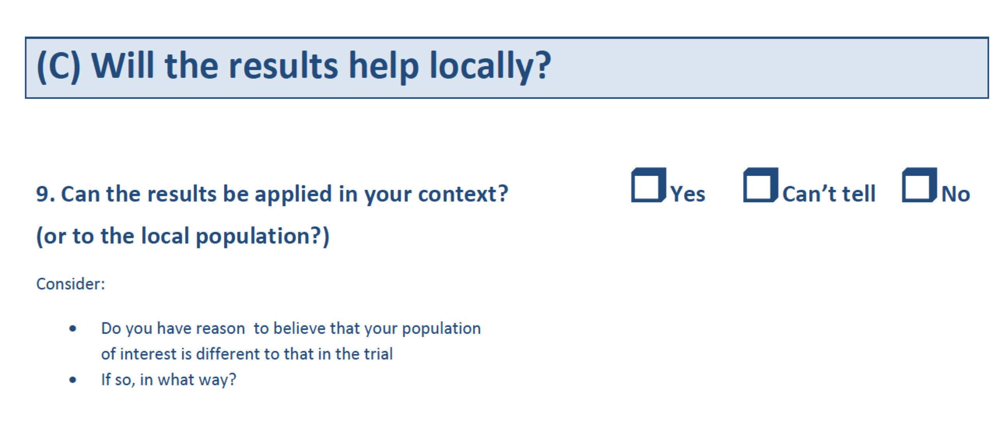 (C) Will the results help locally?
9. Can the results be applied in your context? Yes Can’t tell No
(or to the local population?)
Consider:
• Do you have reason  to believe that your population
of interest is different to that in the trial
• If so, in what way?